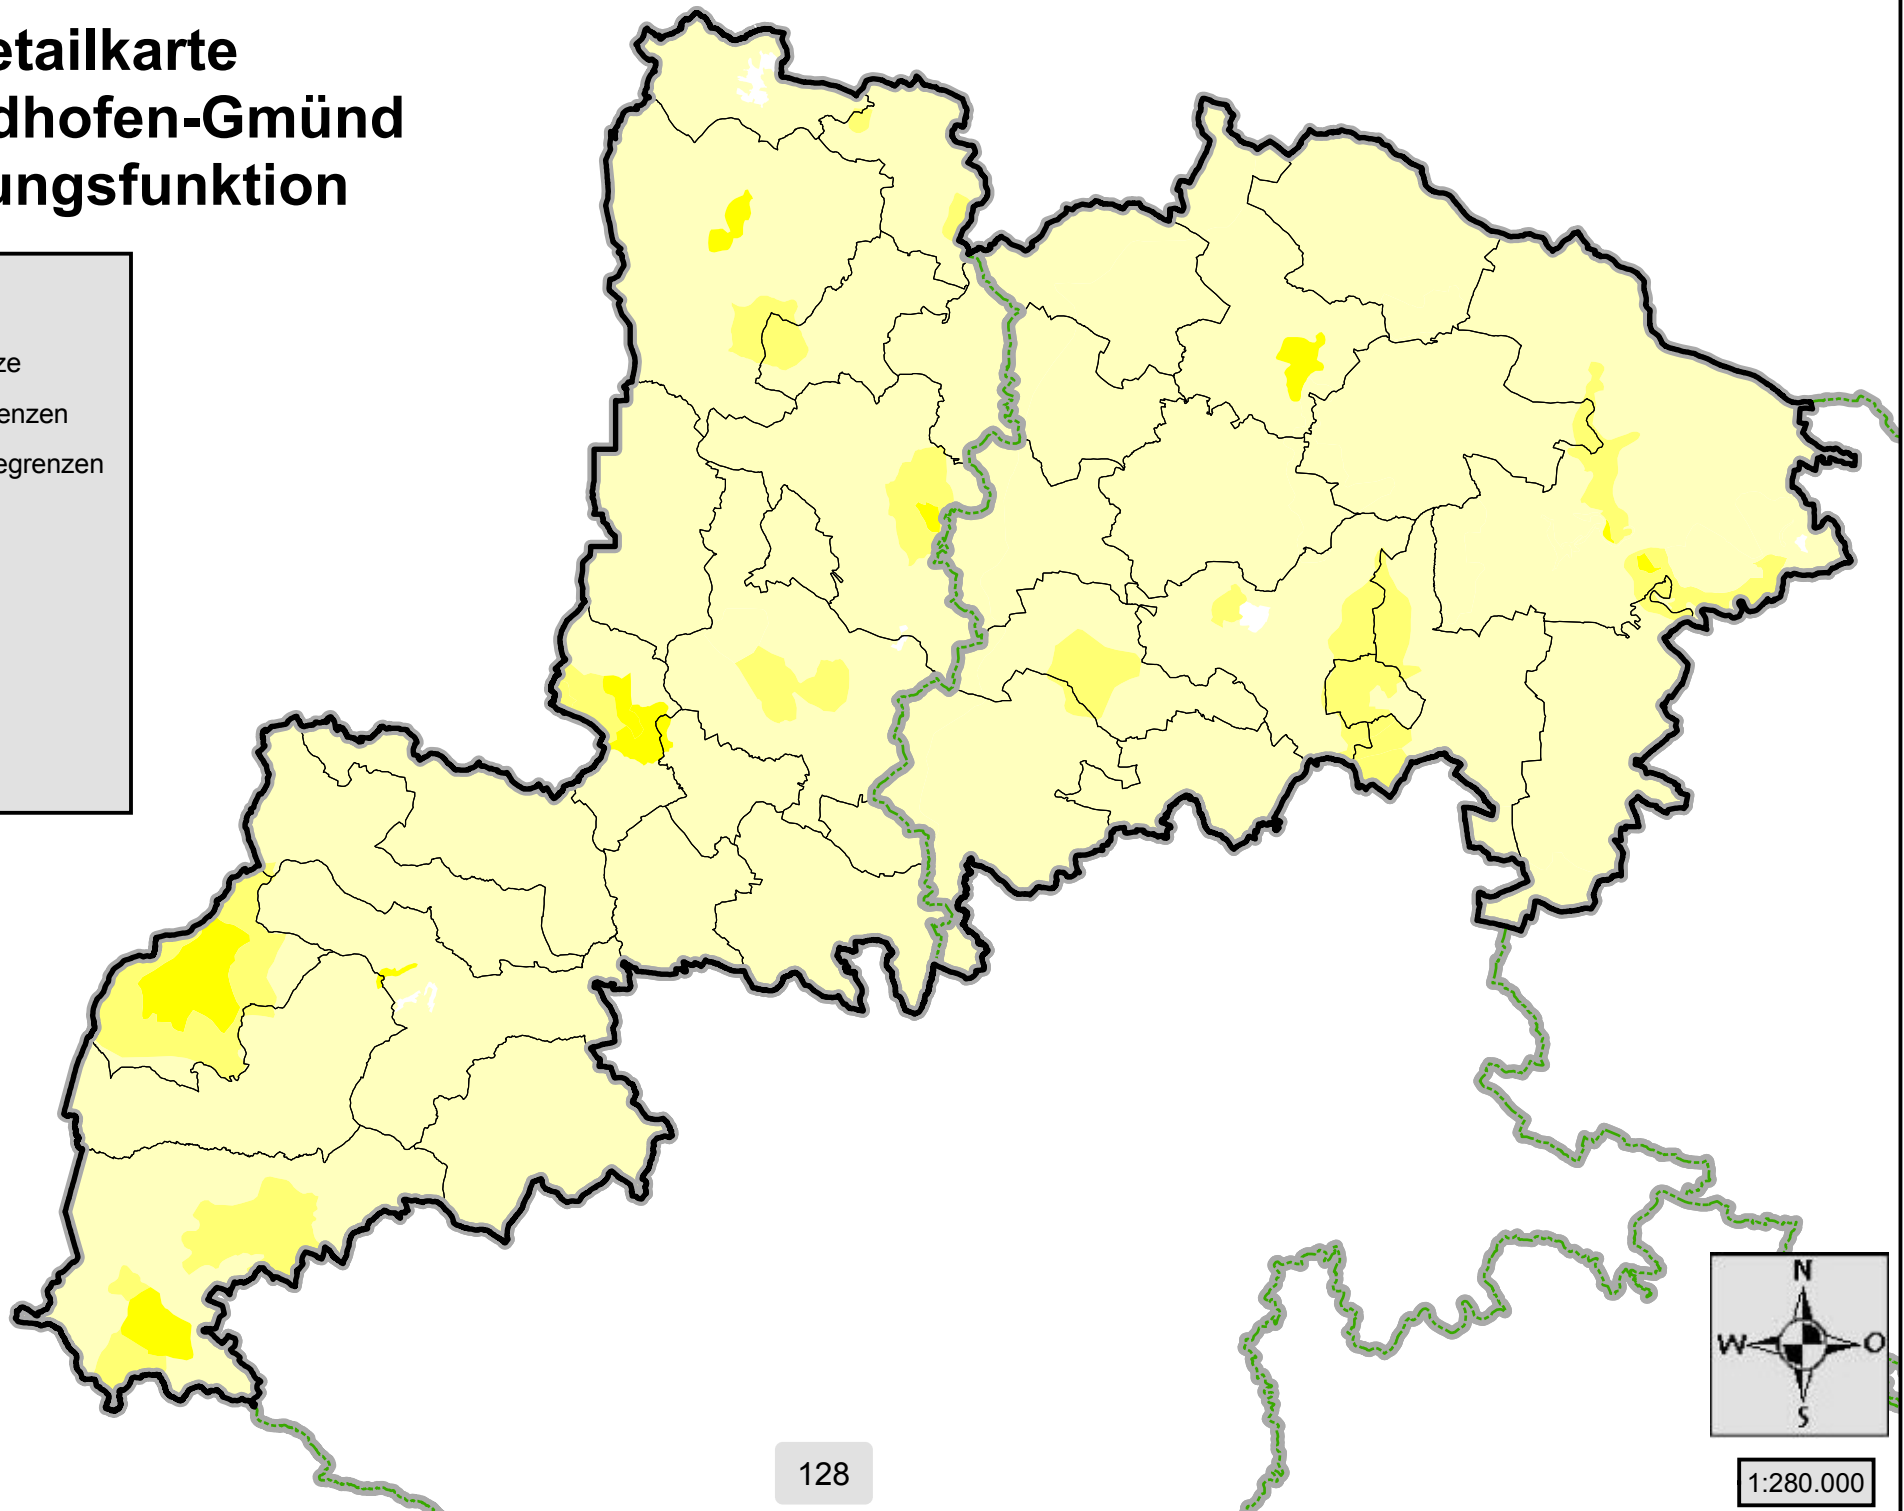 etailkarte
dhofen-Gmünd
ungsfunktion
ze
enzen
egrenzen
N
W
O
S
128
1:280.000